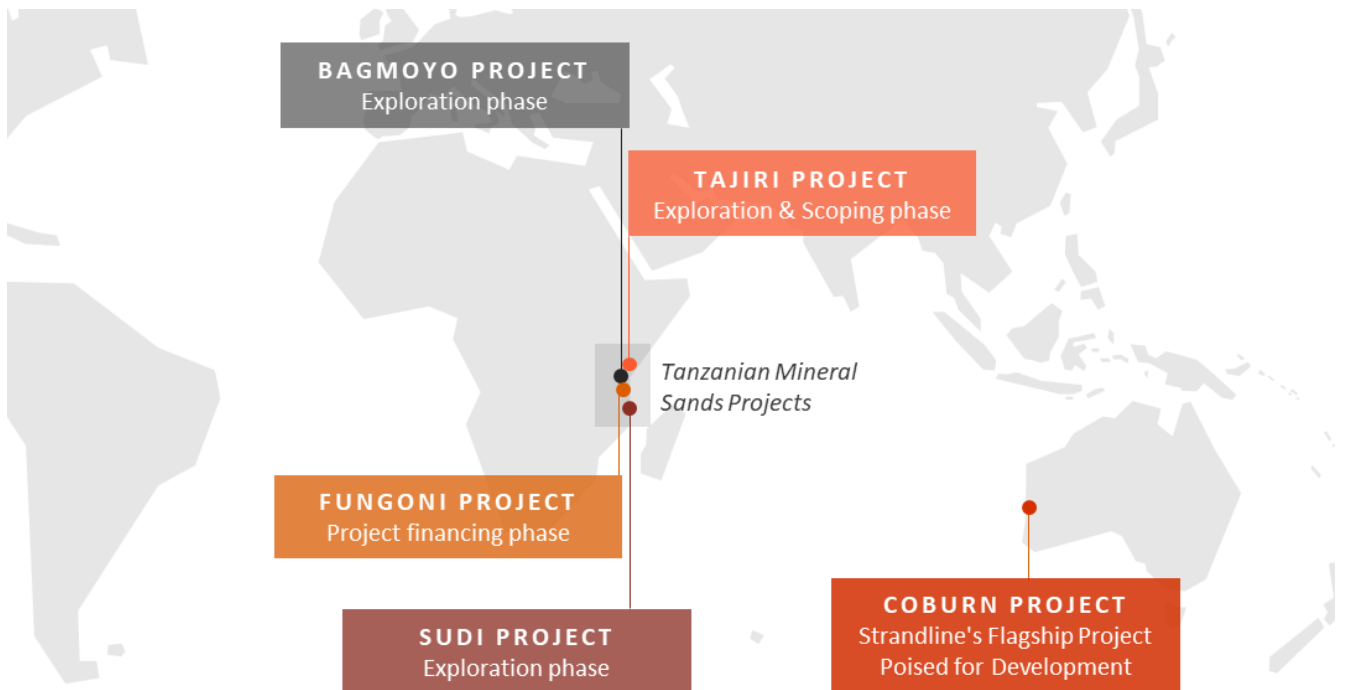 BAGMOYO PROJECT
Exploration phase
TAJIRI PROJECT
Exploration & Scoping phase
Tanzanian Mineral
Sands Projects
FUNGONI PROJECT
Project financing phase
SUDI PROJECT
Exploration phase
COBURN PROJECT
Strandline's Flagship Project
Poised for Development